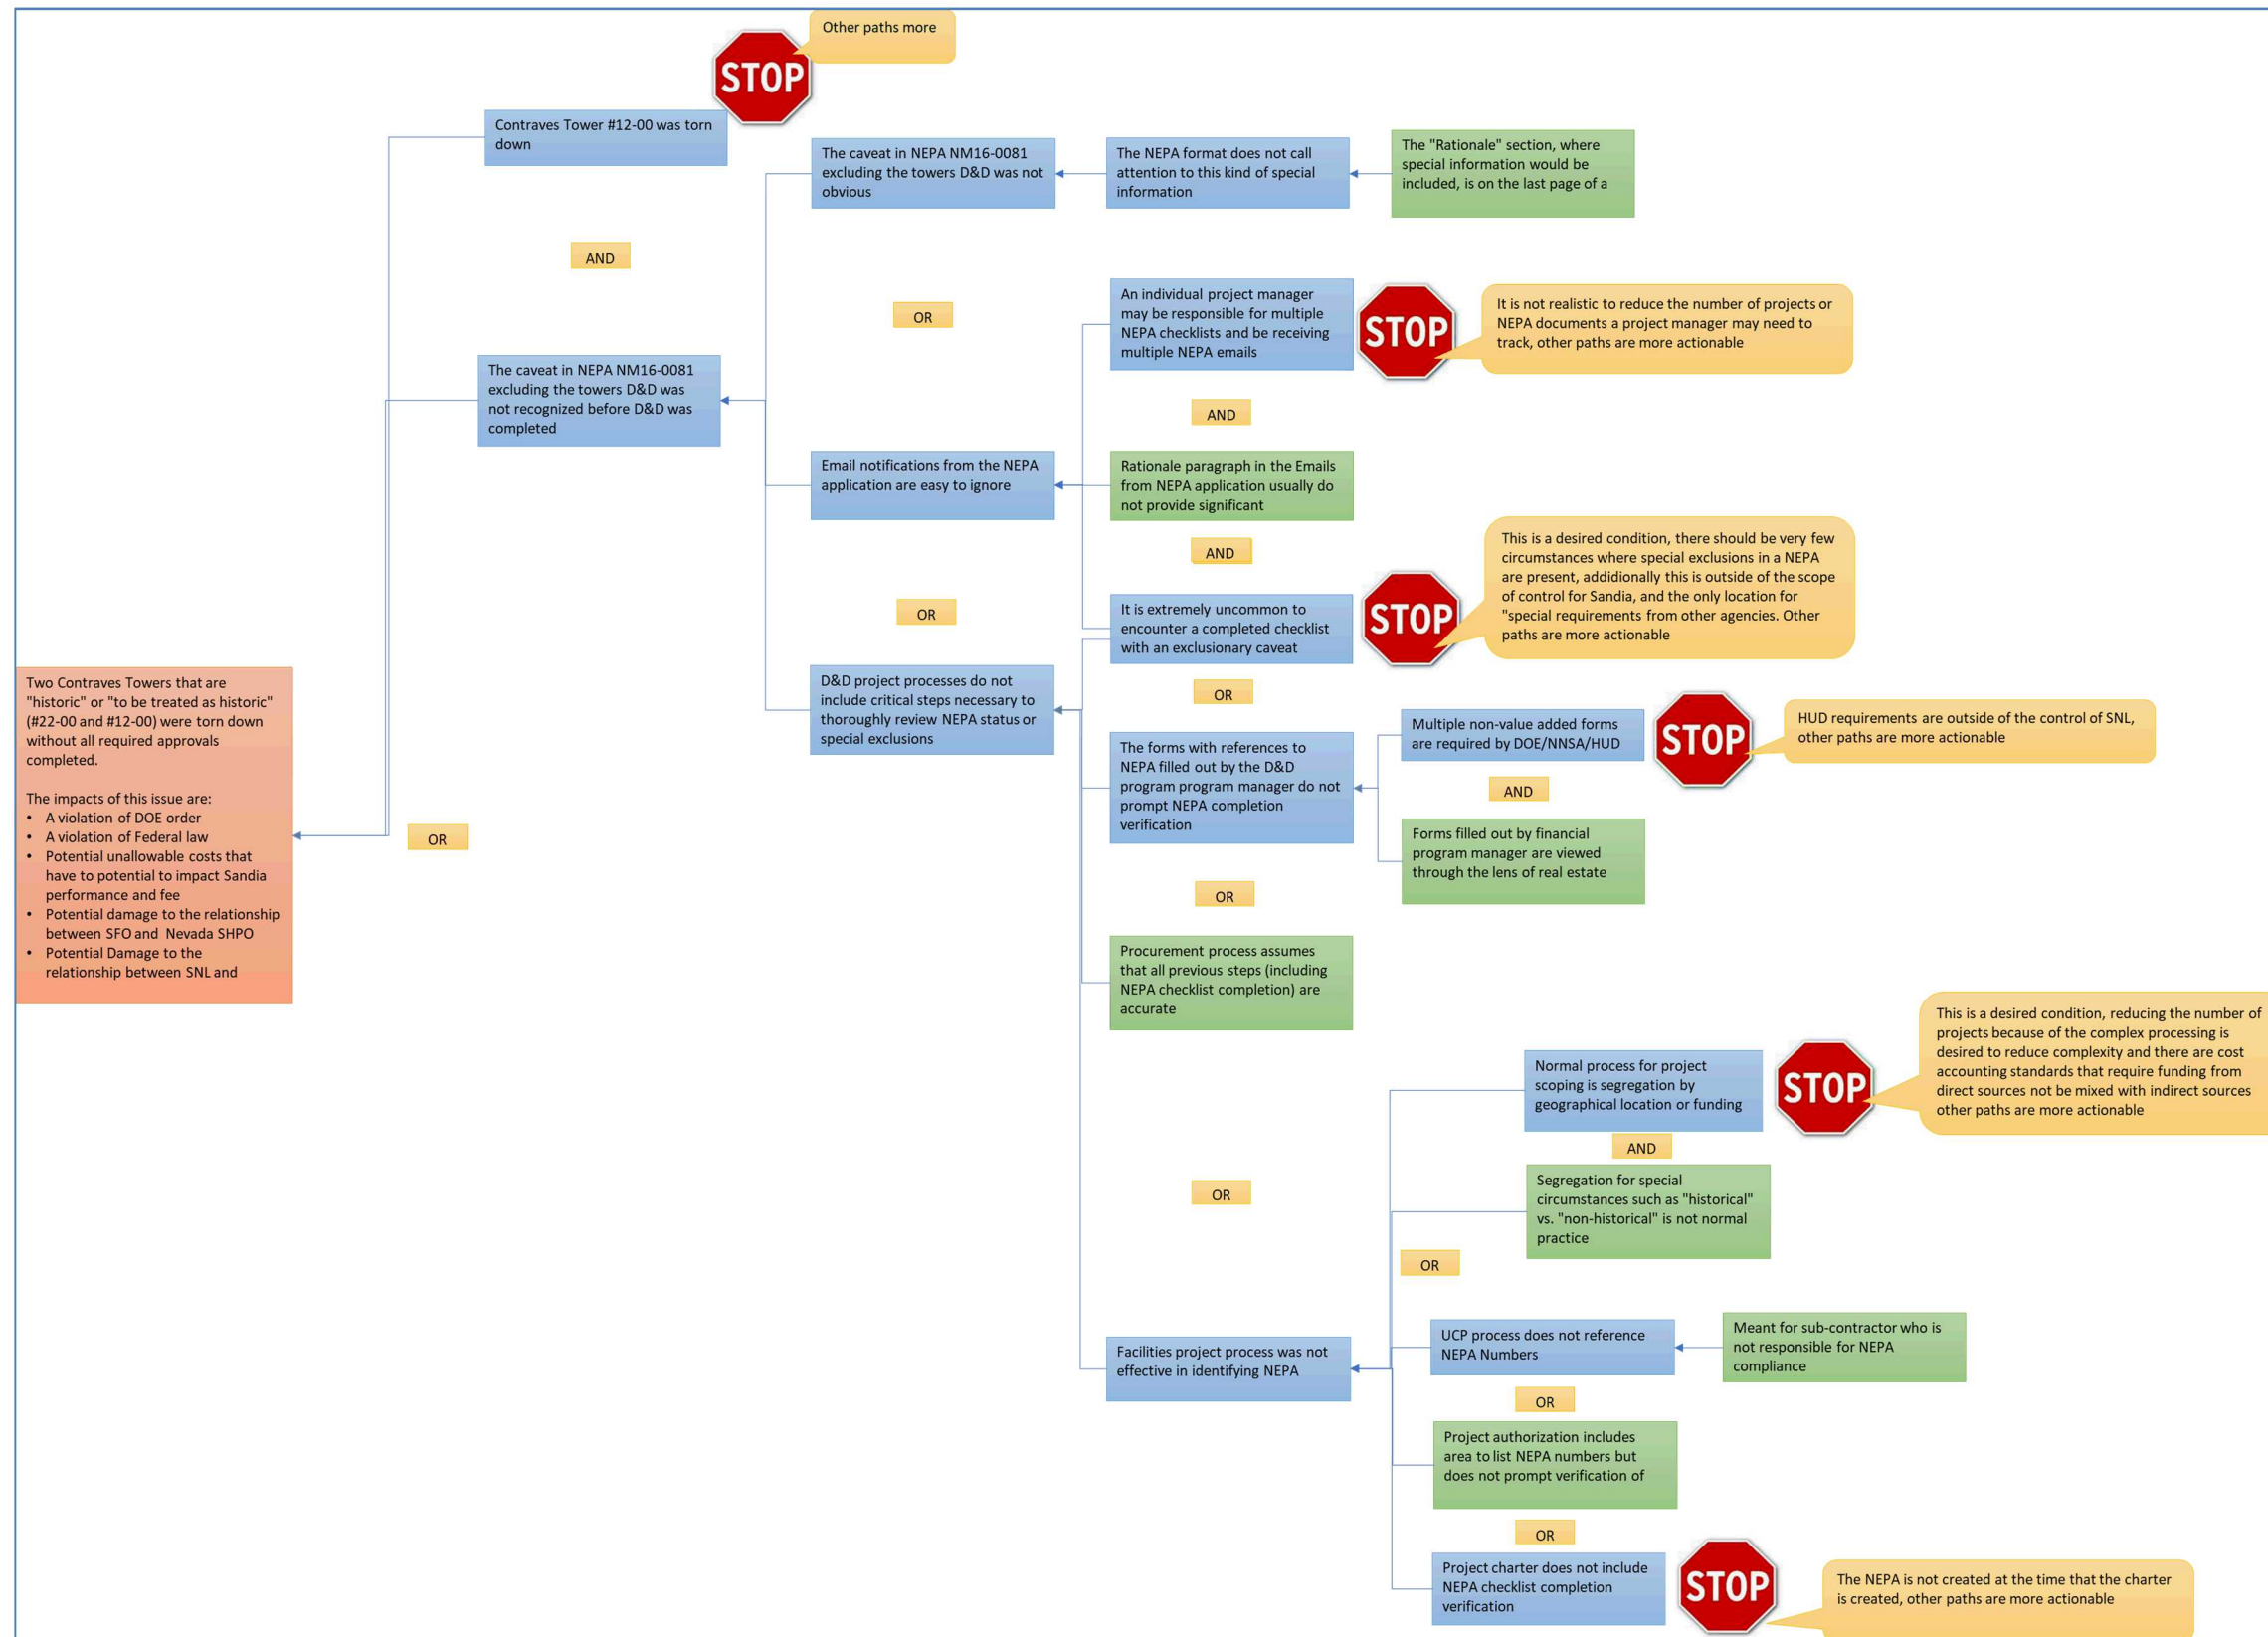 Other paths more
STOP
Contraves Tower #12-00 was torn
down
The caveat in NEPA NM16-0081
excluding the towers D&D was not
obvious
The NEPA format does not call
attention to this kind of special
information
The "Rationale" section, where
special information would be
included, is on the last page of a
AND
OR
An individual project manager
may be responsible for multiple
NEPA checklists and be receiving
multiple NEPA emails
STOP
It is not realistic to reduce the number of projects or
NEPA documents a project manager may need to
track, other paths are more actionable
The caveat in NEPA NM16-0081
excluding the towers D&D was
not recognized before D&D was
completed
AND
Email notifications from the NEPA
application are easy to ignore
Rationale paragraph in the Emails
from NEPA application usually do
not provide significant
AND
OR
It is extremely uncommon to
encounter a completed checklist
with an exclusionary caveat
STOP
This is a desired condition, there should be very few
circumstances where special exclusions in a NEPA
are present, addidionally this is outside of the scope
of control for Sandia, and the only location for
"special requirements from other agencies. Other
paths are more actionable
Two Contraves Towers that are
"historic" or "to be treated as historic"
(#22-00 and #12-00) were torn down
without all required approvals
completed.
The impacts of this issue are:
• A violation of DOE order
• A violation of Federal law
• Potential unallowable costs that
have to potential to impact Sandia
performance and fee
• Potential damage to the relationship
between SFO and Nevada SHPO
• Potential Damage to the
relationship between SNL and
OR
D&D project processes do not
include critical steps necessary to
thoroughly review NEPA status or
special exclusions
OR
The forms with references to
NEPA filled out by the D&D
program program manager do not
prompt NEPA completion
verification
Multiple non-value added forms
are required by DOE/NNSA/HUD
STOP
HUD requirements are outside of the control of SNL,
other paths are more actionable
AND
Forms filled out by financial
program manager are viewed
through the lens of real estate
OR
Procurement process assumes
that all previous steps (including
NEPA checklist completion) are
accurate
OR
Facilities project process was not
effective in identifying NEPA
Normal process for project
scoping is segregation by
geographical location or funding
STOP
This is a desired condition, reducing the number of
projects because of the complex processing is
desired to reduce complexity and there are cost
accounting standards that require funding from
direct sources not be mixed with indirect sources
other paths are more actionable
AND
Segregation for special
circumstances such as "historical"
vs. "non-historical" is not normal
practice
OR
UCP process does not reference
NEPA Numbers
Meant for sub-contractor who is
not responsible for NEPA
compliance
OR
Project authorization includes
area to list NEPA numbers but
does not prompt verification of
OR
Project charter does not include
NEPA checklist completion
verification
STOP
The NEPA is not created at the time that the charter
is created, other paths are more actionable